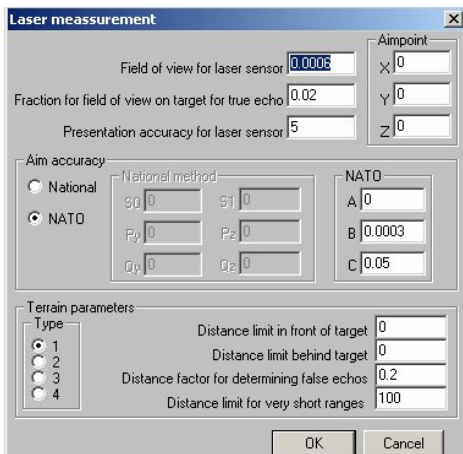 Laser meassurement
Field of view for laser sensor 0.0006
Fraction for field of view on target for true echo 0.02
Presentation accuracy for laser sensor 5
Aimpoint
X 0
Y 0
Z 0
Aim accuracy
National
NATO
National method
S0 0 S1 0
Py 0 Pz 0
Qy 0 Qz 0
NATO
A 0
B 0.0003
C 0.05
Terrain parameters
Type
1
2
3
4
Distance limit in front of target 0
Distance limit behind target 0
Distance factor for determining false echos 0.2
Distance limit for very short ranges 100
OK Cancel